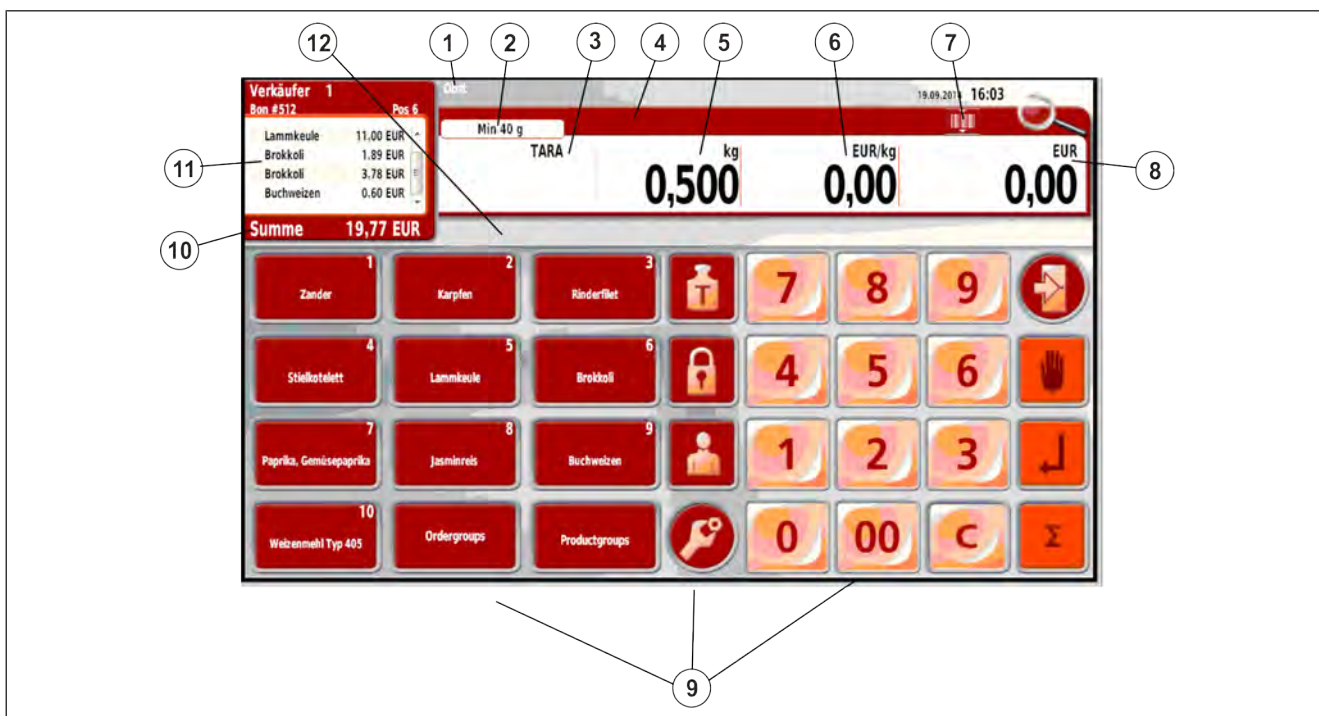 12 1 2 3 4 5 6 7
Verkäufer 1
Bon #512 Pos 6
Obst
19.09.2014 16:03
Min 40 g
Lammkeule 11.00 EUR
Brokkoli 1.89 EUR
Brokkoli 3.78 EUR
Buchweizen 0.60 EUR
11
TARA kg EUR/kg EUR
0,500 0,00 0,00
8
Summe 19,77 EUR
10
1 Zander
2 Karpfen
3 Rinderfilet
T
7 8 9
4 Stielkotelett
5 Lammkeule
6 Brokkoli
4 5 6
7 Paprika, Gemüsepaprika
8 Jasminreis
9 Buchweizen
1 2 3
10 Weizenmehl Typ 405
Ordergroups
Productgroups
0 00 C Σ
9